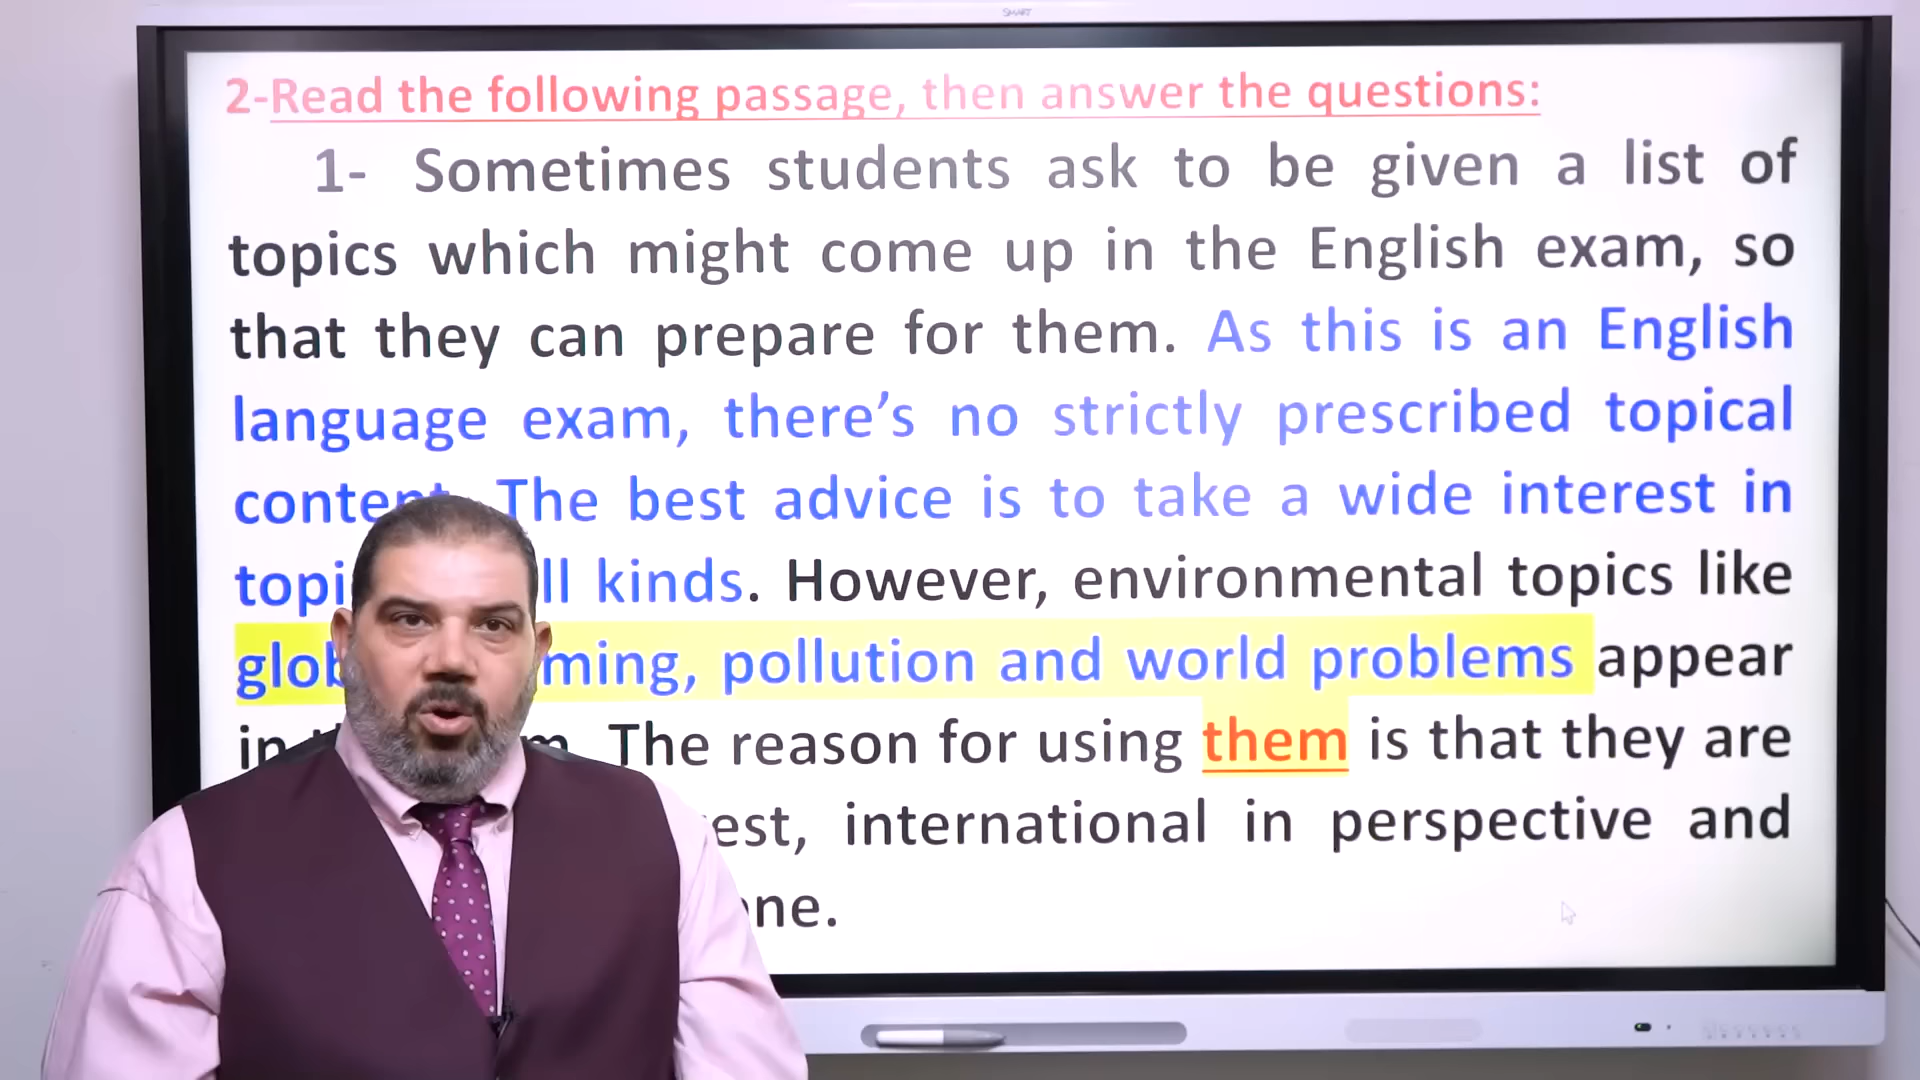 SMART
2-Read the following passage, then answer the questions:
1- Sometimes students ask to be given a list of
topics which might come up in the English exam, so
that they can prepare for them. As this is an English
language exam, there's no strictly prescribed topical
The best advice is to take a wide interest in
kinds. However, environmental topics like
pollution and world problems appear
The reason for using them is that they are
international in perspective and